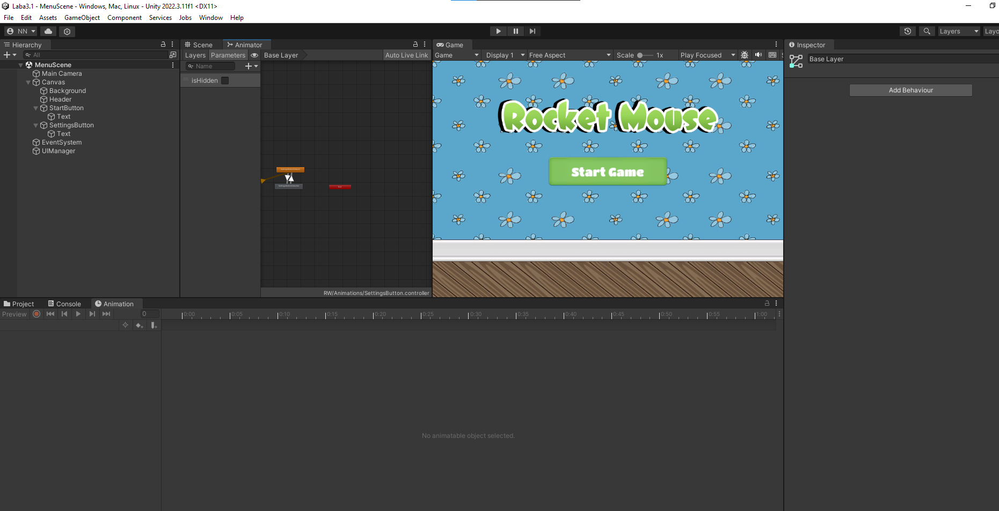 Laba3.1 - MenuScene - Windows, Mac, Linux - Unity 2022.3.11f1 <DX11>
File Edit Assets GameObject Component Services Jobs Window Help
NN Layers Layo
Hierarchy
All
MenuScene
Main Camera
Canvas
Background
Header
StartButton
Text
SettingsButton
Text
EventSystem
UIManager
Scene Animator
Layers Parameters Base Layer Auto Live Link
Name
isHidden
RW/Animations/SettingsButton.controller
Game
Game Display 1 Free Aspect Scale 1x Play Focused
Rocket Mouse
Start Game
Inspector
Base Layer
Add Behaviour
Project Console Animation
Preview 0 0:00 0:05 0:10 0:15 0:20 0:25 0:30 0:35 0:40 0:45 0:50 0:55 1:00
No animatable object selected.